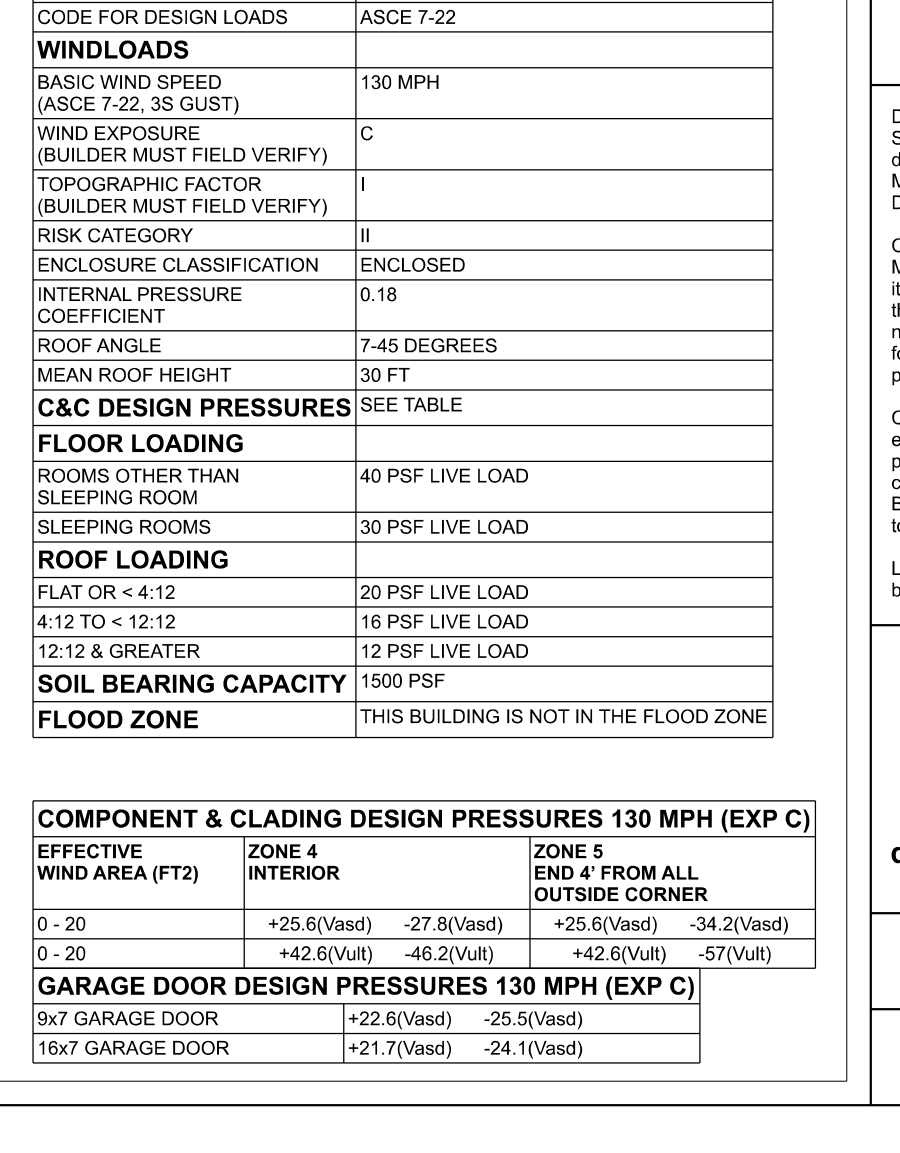 CODE FOR DESIGN LOADS ASCE 7-22
WINDLOADS
BASIC WIND SPEED 130 MPH
(ASCE 7-22, 3S GUST)
WIND EXPOSURE C
(BUILDER MUST FIELD VERIFY)
TOPOGRAPHIC FACTOR I
(BUILDER MUST FIELD VERIFY)
RISK CATEGORY II
ENCLOSURE CLASSIFICATION ENCLOSED
INTERNAL PRESSURE 0.18
COEFFICIENT
ROOF ANGLE 7-45 DEGREES
MEAN ROOF HEIGHT 30 FT
C&C DESIGN PRESSURES SEE TABLE
FLOOR LOADING
ROOMS OTHER THAN 40 PSF LIVE LOAD
SLEEPING ROOM
SLEEPING ROOMS 30 PSF LIVE LOAD
ROOF LOADING
FLAT OR < 4:12 20 PSF LIVE LOAD
4:12 TO < 12:12 16 PSF LIVE LOAD
12:12 & GREATER 12 PSF LIVE LOAD
SOIL BEARING CAPACITY 1500 PSF
FLOOD ZONE THIS BUILDING IS NOT IN THE FLOOD ZONE
COMPONENT & CLADING DESIGN PRESSURES 130 MPH (EXP C)
EFFECTIVE ZONE 4 ZONE 5
WIND AREA (FT2) INTERIOR END 4' FROM ALL
OUTSIDE CORNER
0 - 20 +25.6(Vasd) -27.8(Vasd) +25.6(Vasd) -34.2(Vasd)
0 - 20 +42.6(Vult) -46.2(Vult) +42.6(Vult) -57(Vult)
GARAGE DOOR DESIGN PRESSURES 130 MPH (EXP C)
9x7 GARAGE DOOR +22.6(Vasd) -25.5(Vasd)
16x7 GARAGE DOOR +21.7(Vasd) -24.1(Vasd)